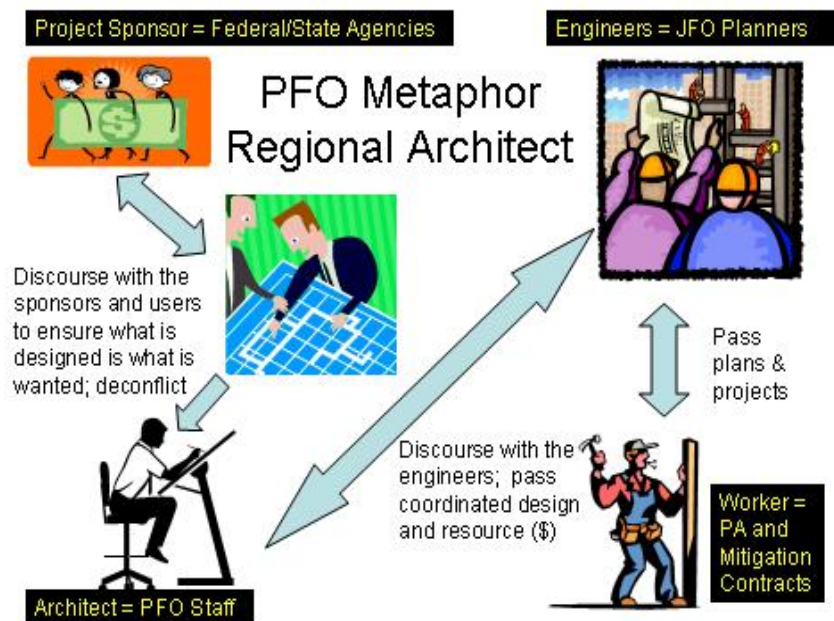 Project Sponsor = Federal/State Agencies
Engineers = JFO Planners
PFO Metaphor
Regional Architect
Discourse with the
sponsors and users
to ensure what is
designed is what is
wanted; deconflict
Pass
plans &
projects
Discourse with the
engineers; pass
coordinated design
and resource ($)
Worker =
PA and
Mitigation
Contracts
Architect = PFO Staff